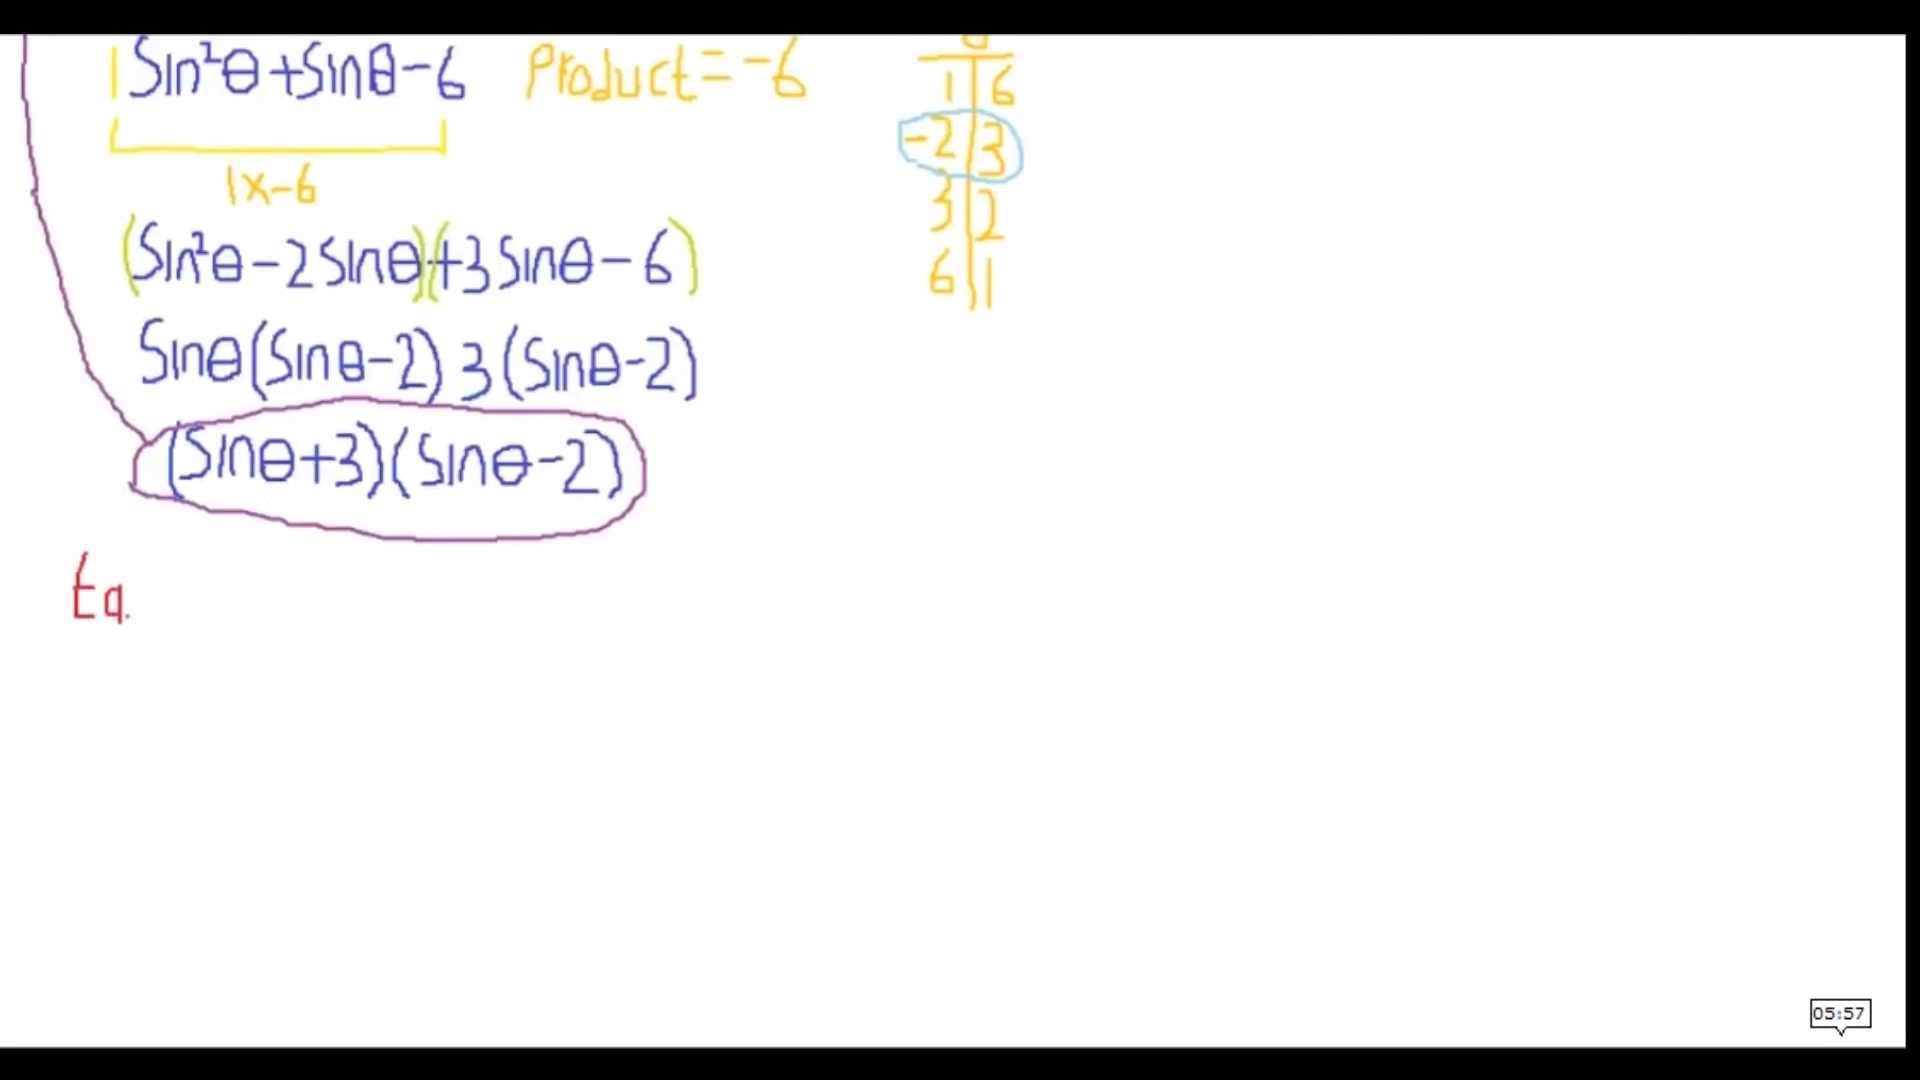 1Sin²θ+Sinθ-6 Product=-6
1x-6
(Sin²θ-2Sinθ)(+3Sinθ-6)
Sinθ(Sinθ-2) 3(Sinθ-2)
(Sinθ+3)(Sinθ-2)
1 6
-2 3
3 2
6 1
Eq.
05:57